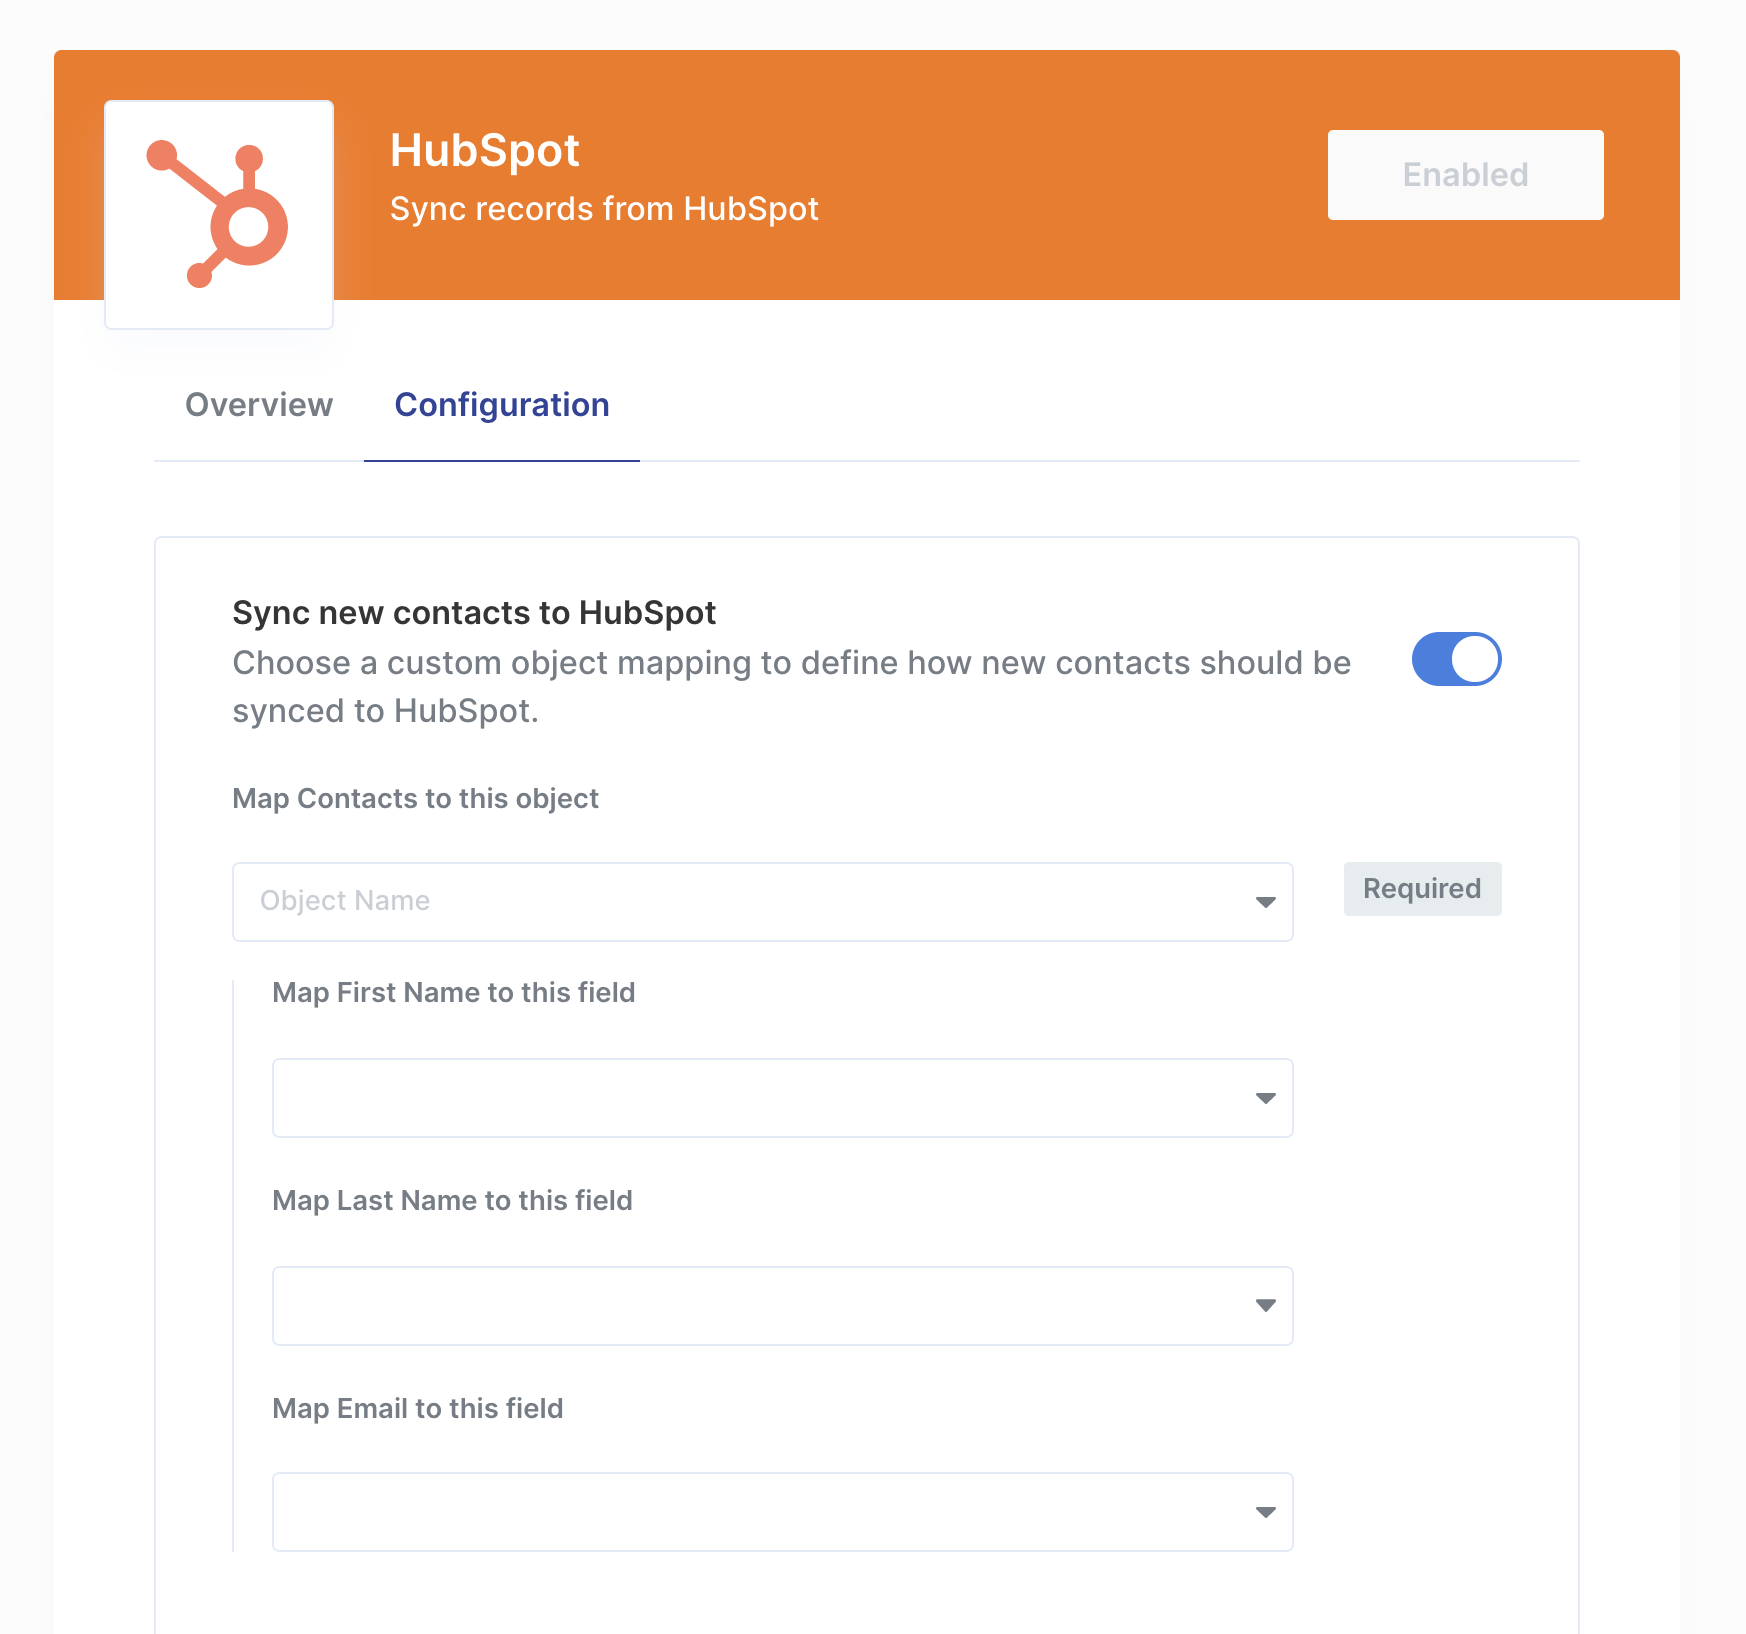 HubSpot
Sync records from HubSpot
Enabled
Overview
Configuration
Sync new contacts to HubSpot
Choose a custom object mapping to define how new contacts should be
synced to HubSpot.
Map Contacts to this object
Object Name
Required
Map First Name to this field
Map Last Name to this field
Map Email to this field